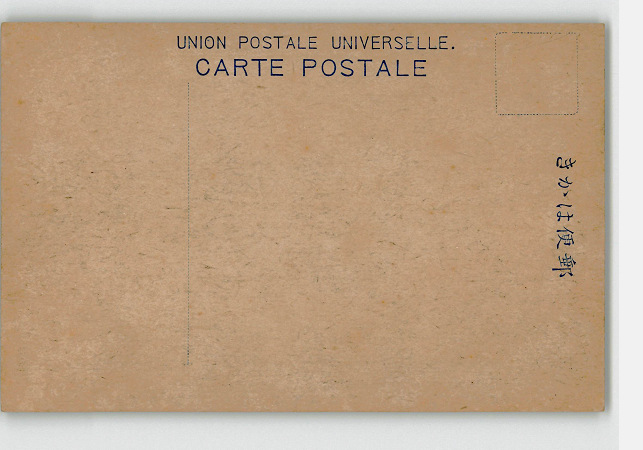 UNION POSTALE UNIVERSELLE.
CARTE POSTALE
郵便はかき